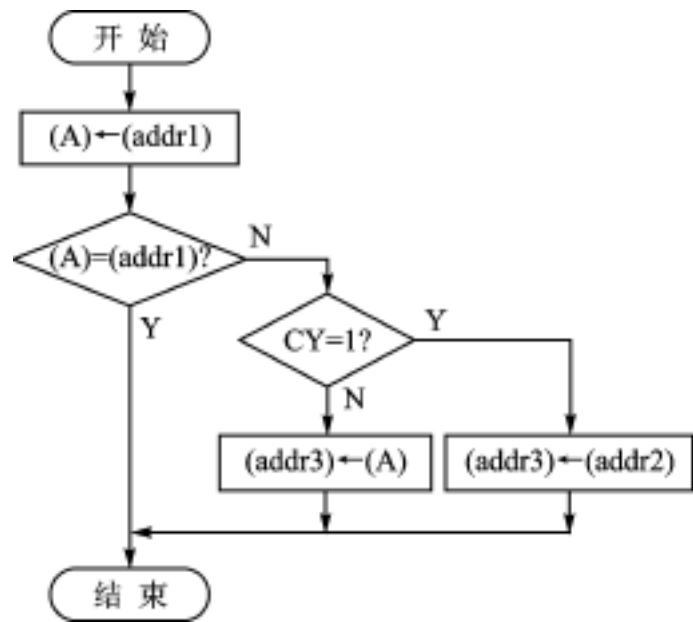 开 始
(A)←(addr1)
(A)=(addr1)?
N
Y
CY=1?
Y
N
(addr3)←(A)
(addr3)←(addr2)
结 束